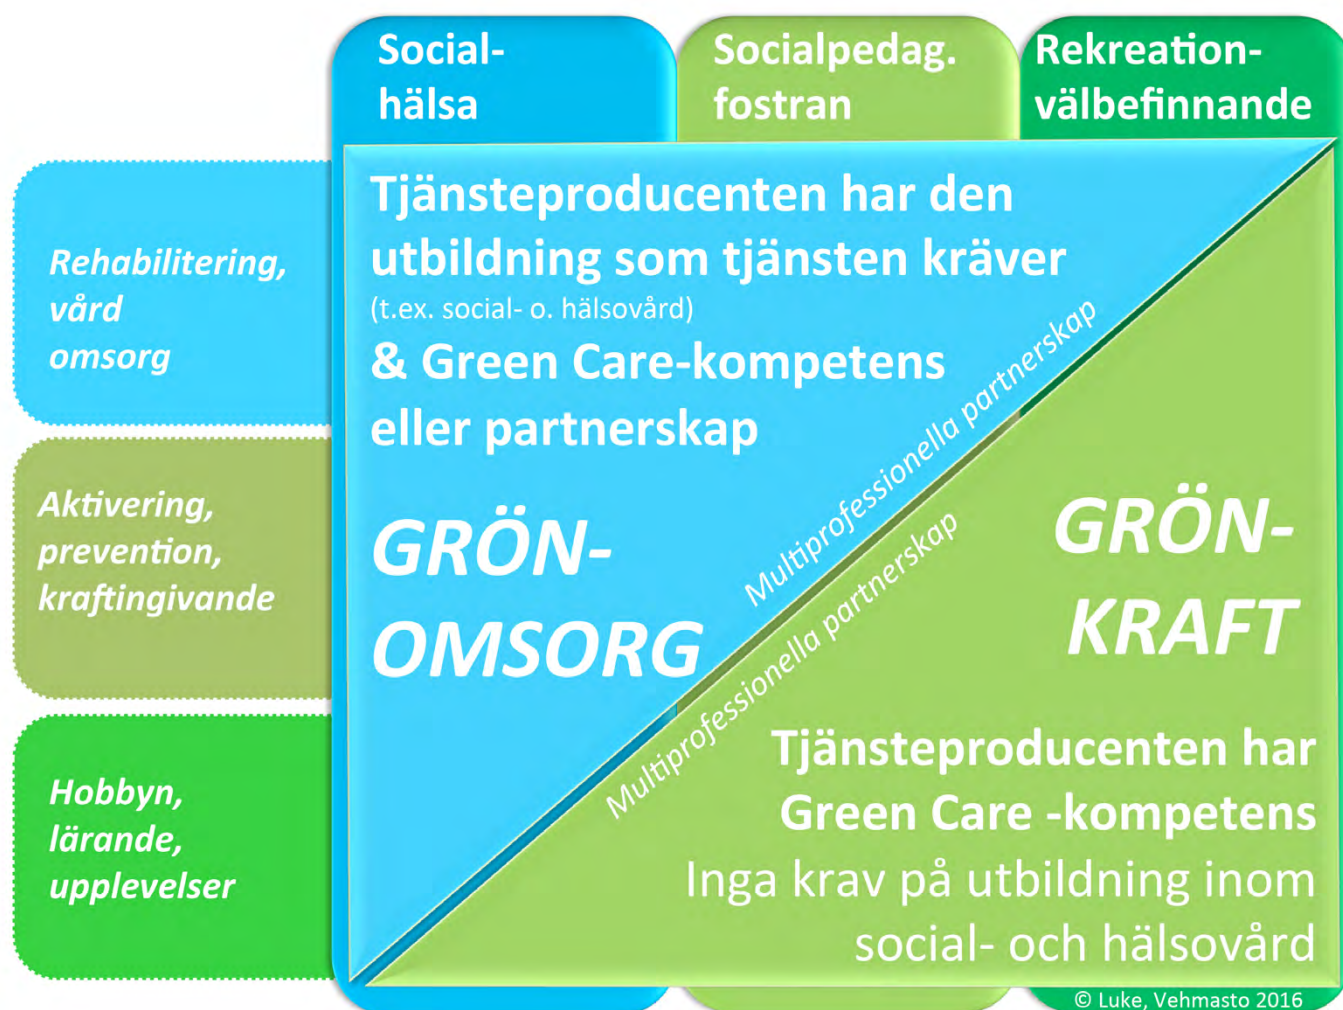 Social-
hälsa
Socialpedag.
fostran
Rekreation-
välbefinnande
Rehabilitering,
vård
omsorg
Aktivering,
prevention,
kraftingivande
Hobbyn,
lärande,
upplevelser
Tjänsteproducenten har den
utbildning som tjänsten kräver
(t.ex. social- o. hälsovård)
& Green Care-kompetens
eller partnerskap
GRÖN-
OMSORG
Multiprofessionella partnerskap
Multiprofessionella partnerskap
GRÖN-
KRAFT
Tjänsteproducenten har
Green Care -kompetens
Inga krav på utbildning inom
social- och hälsovård
© Luke, Vehmasto 2016